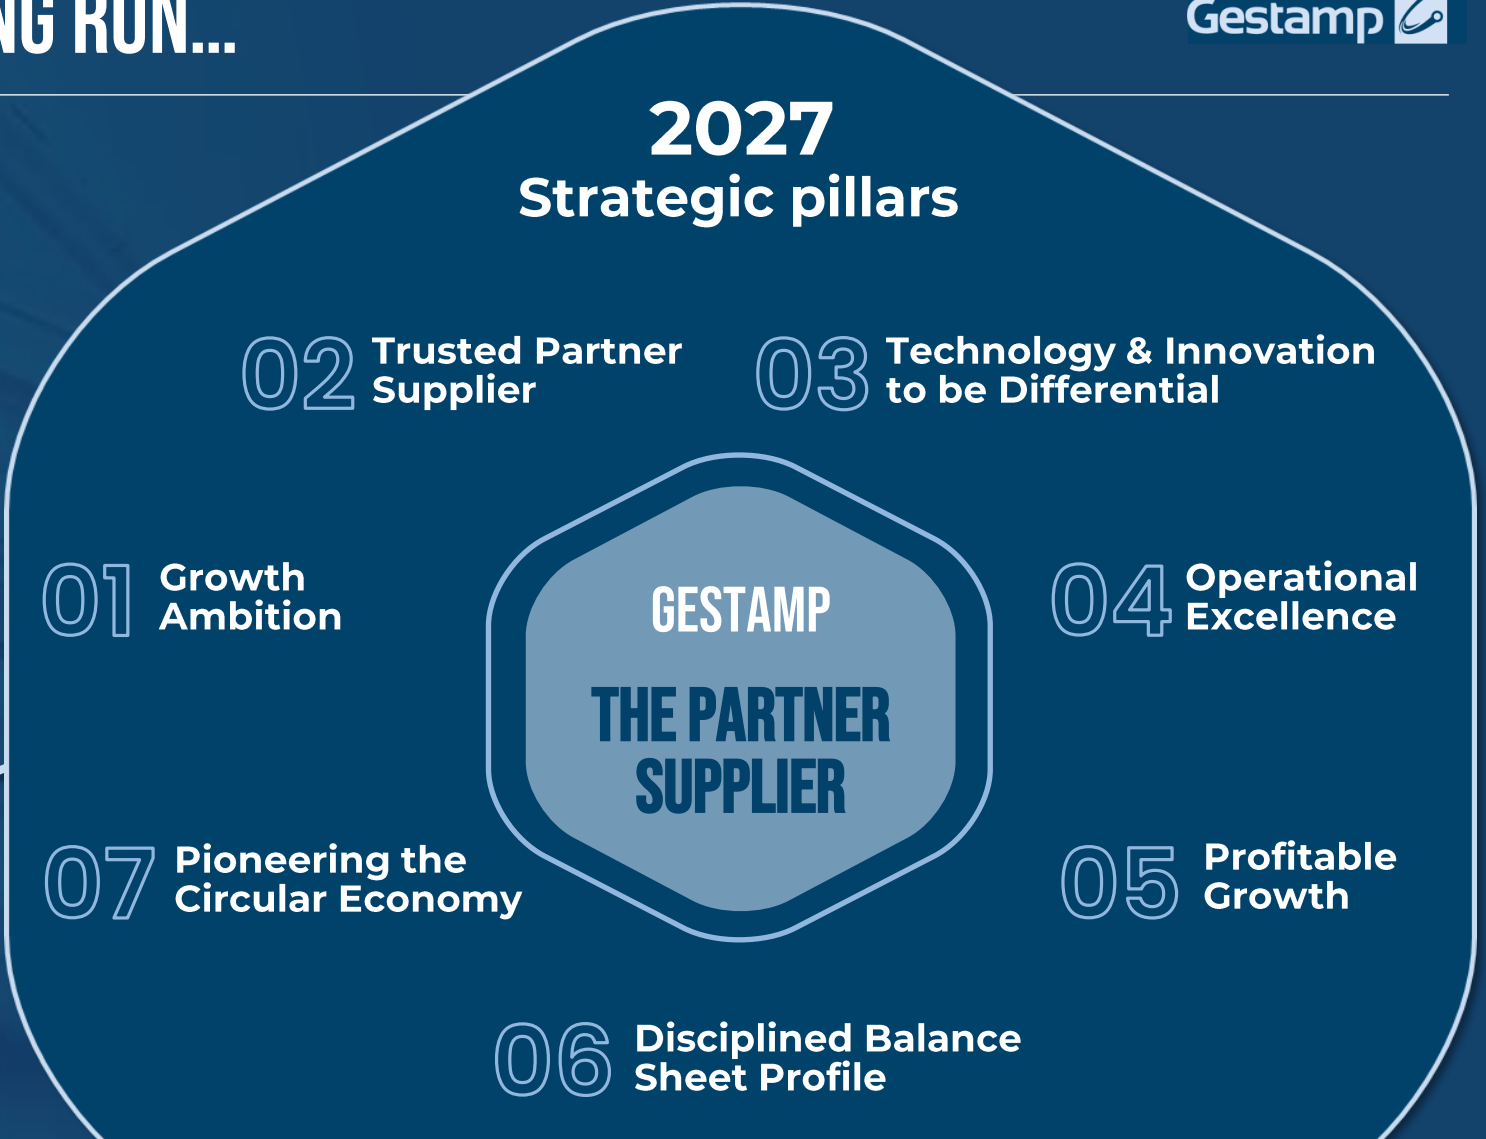 RUN...
Gestamp
2027
Strategic pillars
02 Trusted Partner
Supplier
03 Technology & Innovation
to be Differential
01 Growth
Ambition
GESTAMP
THE PARTNER
SUPPLIER
04 Operational
Excellence
07 Pioneering the
Circular Economy
05 Profitable
Growth
06 Disciplined Balance
Sheet Profile